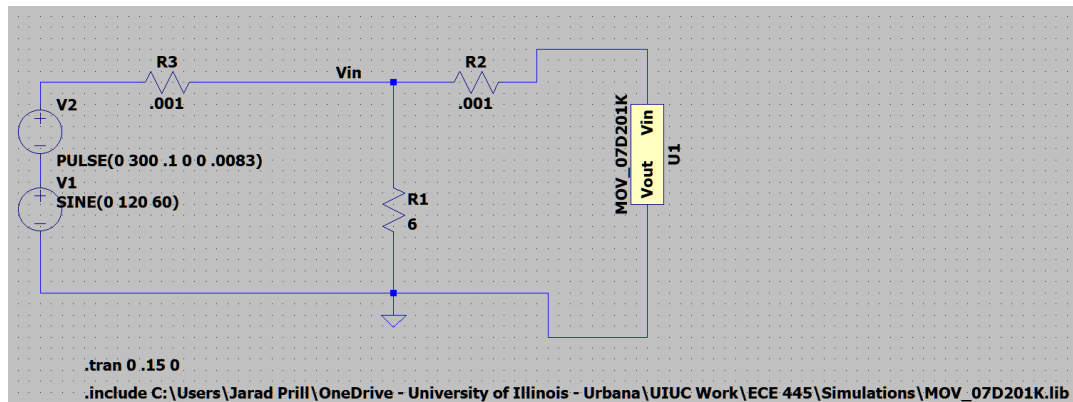 R3
.001
Vin
R2
.001
V2
PULSE(0 300 .1 0 0 .0083)
V1
SINE(0 120 60)
R1
6
MOV_07D201K
Vin
Vout
U1
.tran 0 .15 0
.include C:\Users\Jarad Prill\OneDrive - University of Illinois - Urbana\UIUC Work\ECE 445\Simulations\MOV_07D201K.lib